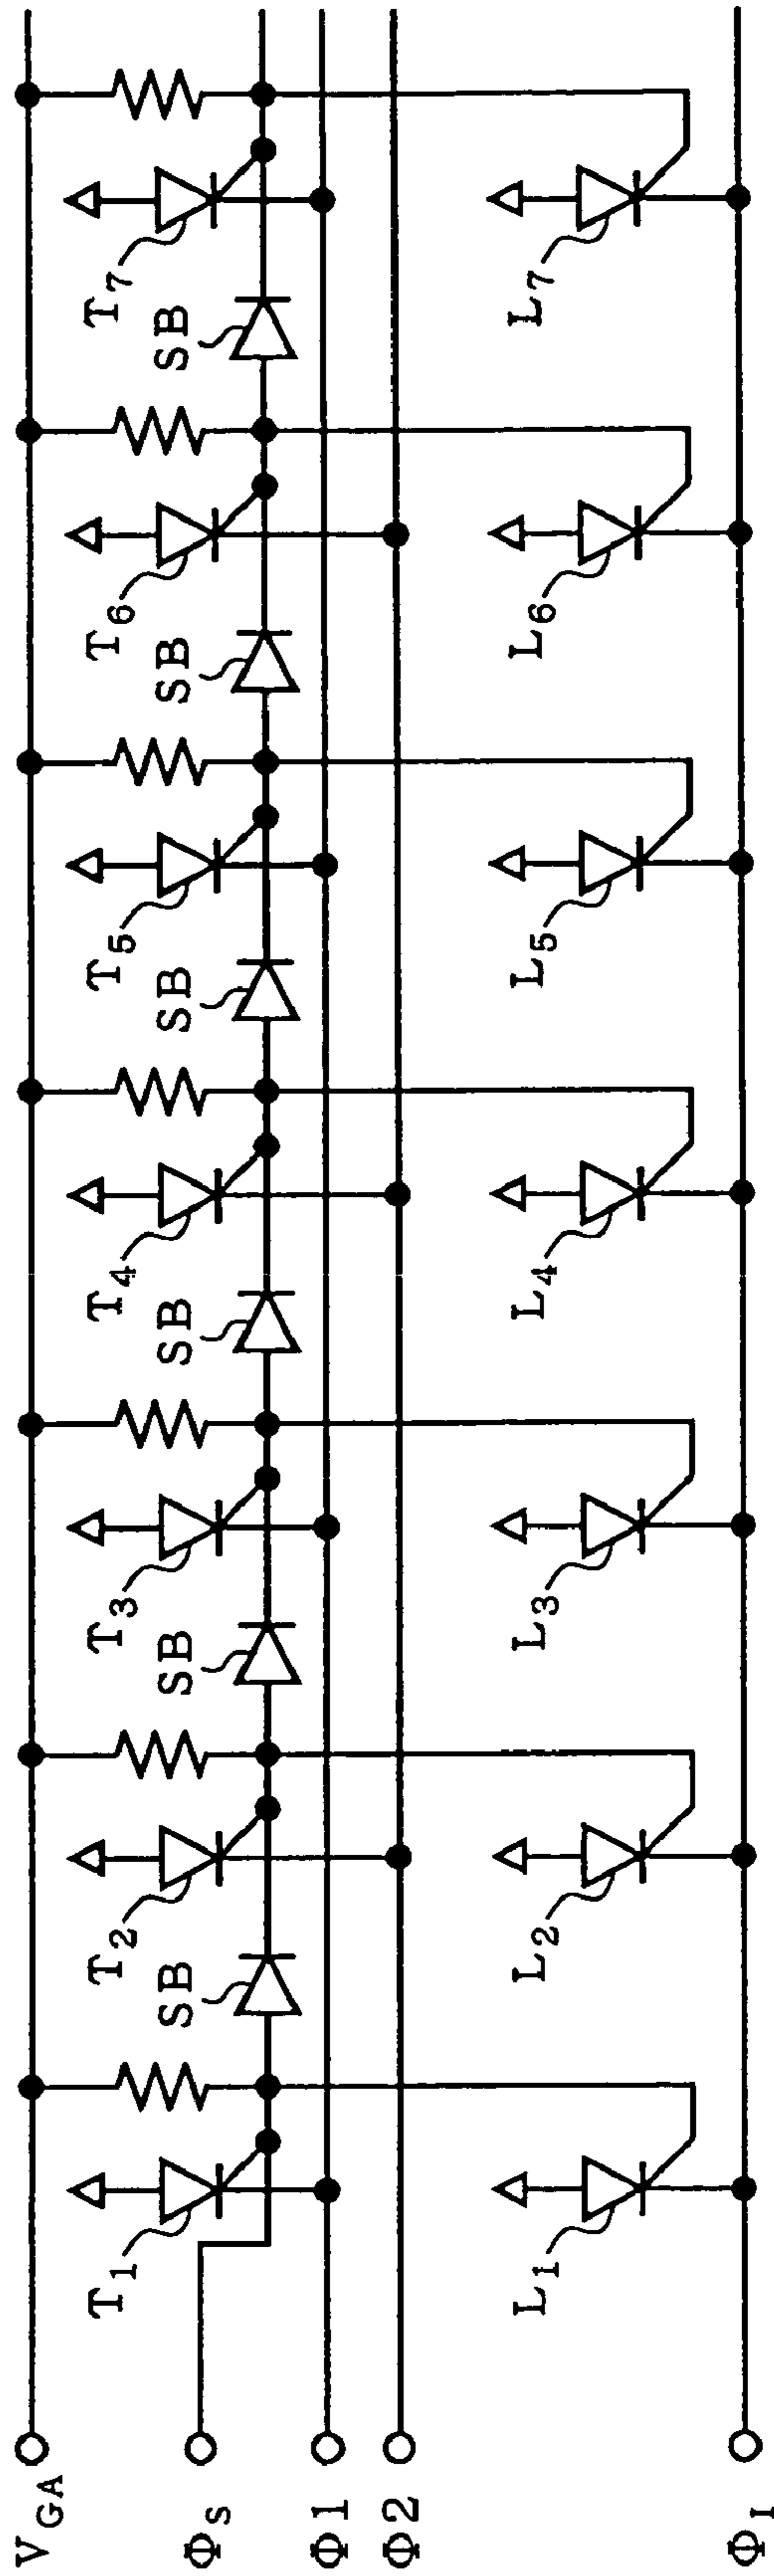 V_GA
T1 T2 T3 T4 T5 T6 T7
SB SB SB SB SB SB
ΦS
Φ1
Φ2
L1 L2 L3 L4 L5 L6 L7
ΦI